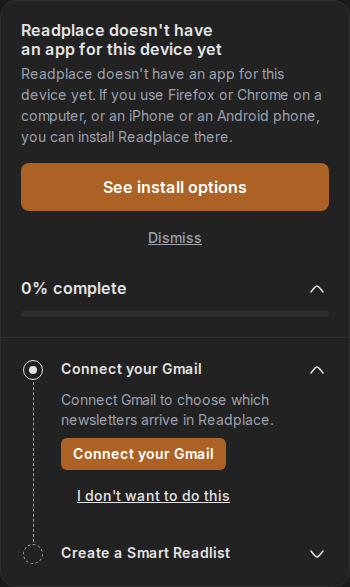 Readplace doesn't have
an app for this device yet
Readplace doesn't have an app for this
device yet. If you use Firefox or Chrome on a
computer, or an iPhone or an Android phone,
you can install Readplace there.
See install options
Dismiss
0% complete
Connect your Gmail
Connect Gmail to choose which
newsletters arrive in Readplace.
Connect your Gmail
I don't want to do this
Create a Smart Readlist